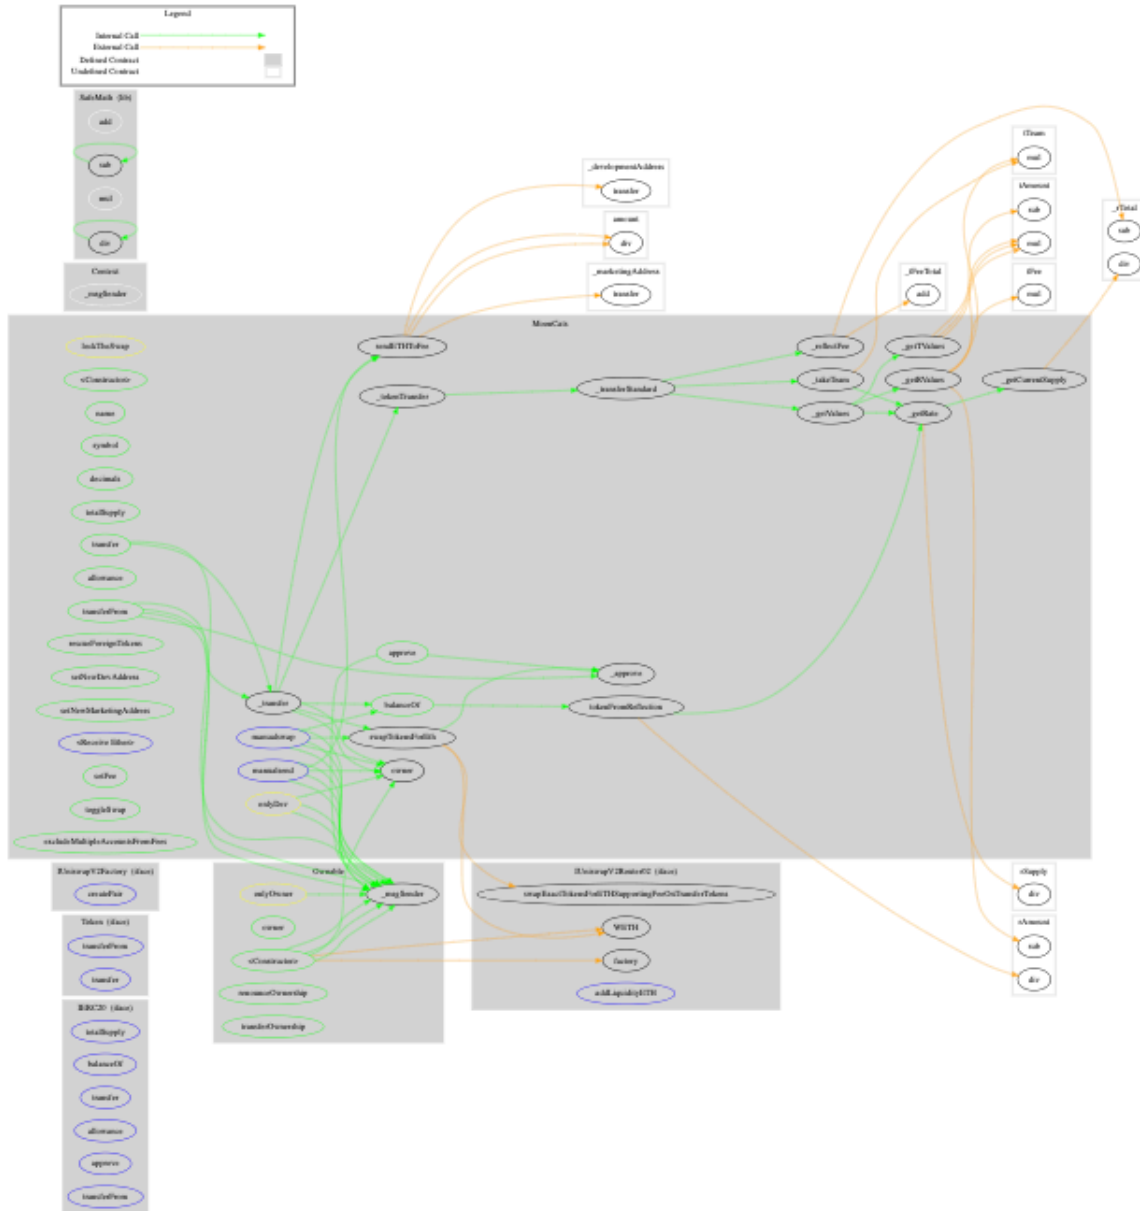 Legend
Internal Call
External Call
Defined Contract
Undefined Contract
SafeMath (lib)
add
sub
mul
div
Context
_msgSender
_developmentAddress
transfer
amount
div
_marketingAddress
transfer
_tFeeTotal
add
tTeam
mul
tAmount
sub
mul
tFee
mul
_rTotal
sub
div
lockTheSwap
<Constructor>
name
symbol
decimals
totalSupply
transfer
allowance
transferFrom
rescueForeignTokens
setNewDevAddress
setNewMarketingAddress
<Receive Ether>
setFee
toggleSwap
excludeMultipleAccountsFromFees
_transfer
manualswap
manualsend
onlyDev
sendETHToFee
_tokenTransfer
approve
balanceOf
swapTokensForEth
owner
_transferStandard
_approve
tokenFromReflection
_reflectFee
_takeTeam
_getValues
_getTValues
_getRValues
_getRate
_getCurrentSupply
IUniswapV2Factory (iface)
createPair
Token (iface)
transferFrom
transfer
IERC20 (iface)
totalSupply
balanceOf
transfer
allowance
approve
transferFrom
Ownable
onlyOwner
owner
<Constructor>
renounceOwnership
transferOwnership
_msgSender
IUniswapV2Router02 (iface)
swapExactTokensForETHSupportingFeeOnTransferTokens
WETH
factory
addLiquidityETH
rSupply
div
rAmount
sub
div